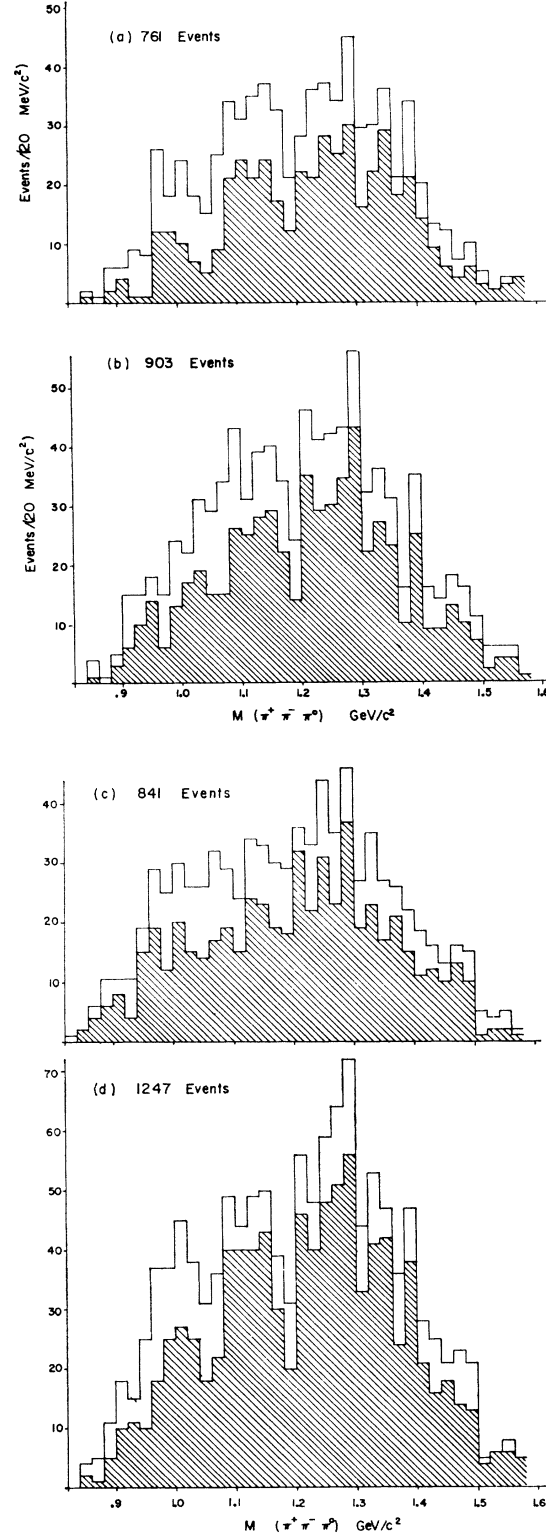 50
(a) 761 Events
40
Events/20 MeV/c²)
30
20
10
(b) 903 Events
50
40
Events/20 MeV/c²)
30
20
10
.9 1.0 1.1 1.2 1.3 1.4 1.5 1.6
M (π⁺ π⁻ π⁰) GeV/c²
(c) 841 Events
40
30
20
10
70
(d) 1247 Events
60
50
40
30
20
10
.9 1.0 1.1 1.2 1.3 1.4 1.5 1.6
M (π⁺ π⁻ π⁰) GeV/c²